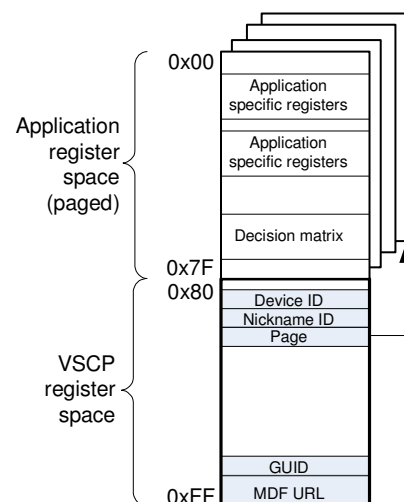 0x00
Application
specific registers
Application
specific registers
Application
register
space
(paged)
Decision matrix
0x7F
0x80
Device ID
Nickname ID
Page
VSCP
register
space
GUID
MDF URL
0xFF